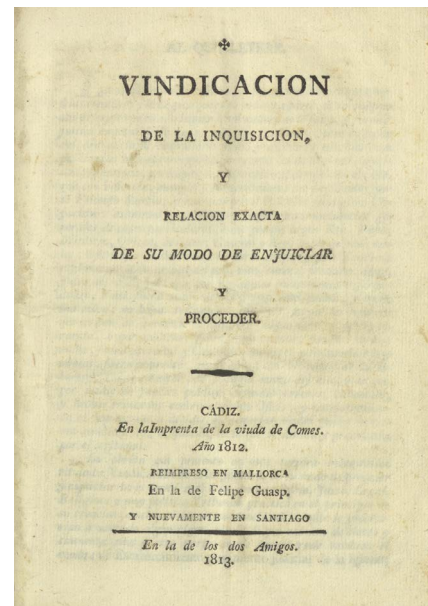 VINDICACION
DE LA INQUISICION,
Y
RELACION EXACTA
DE SU MODO DE ENJUICIAR
Y
PROCEDER.
CÁDIZ.
En laImprenta de la viuda de Comes.
Año 1812.
REIMPRESO EN MALLORCA
En la de Felipe Guasp.
Y NUEVAMENTE EN SANTIAGO
En la de los dos Amigos.
1813.